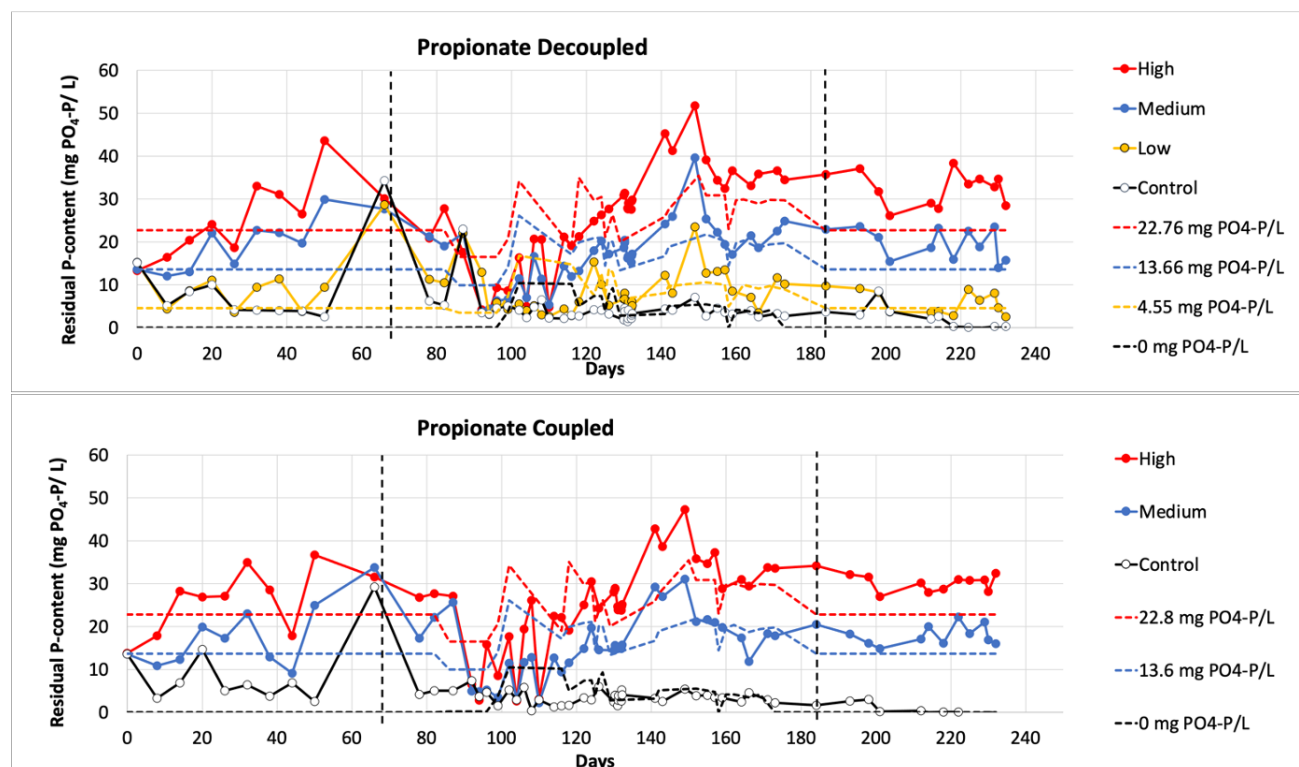 Propionate Decoupled
Residual P-content (mg PO4-P/ L)
60
50
40
30
20
10
0
0 20 40 60 80 100 120 140 160 180 200 220 240
Days
High
Medium
Low
Control
22.76 mg PO4-P/L
13.66 mg PO4-P/L
4.55 mg PO4-P/L
0 mg PO4-P/L
Propionate Coupled
Residual P-content (mg PO4-P/ L)
60
50
40
30
20
10
0
0 20 40 60 80 100 120 140 160 180 200 220 240
Days
High
Medium
Control
22.8 mg PO4-P/L
13.6 mg PO4-P/L
0 mg PO4-P/L